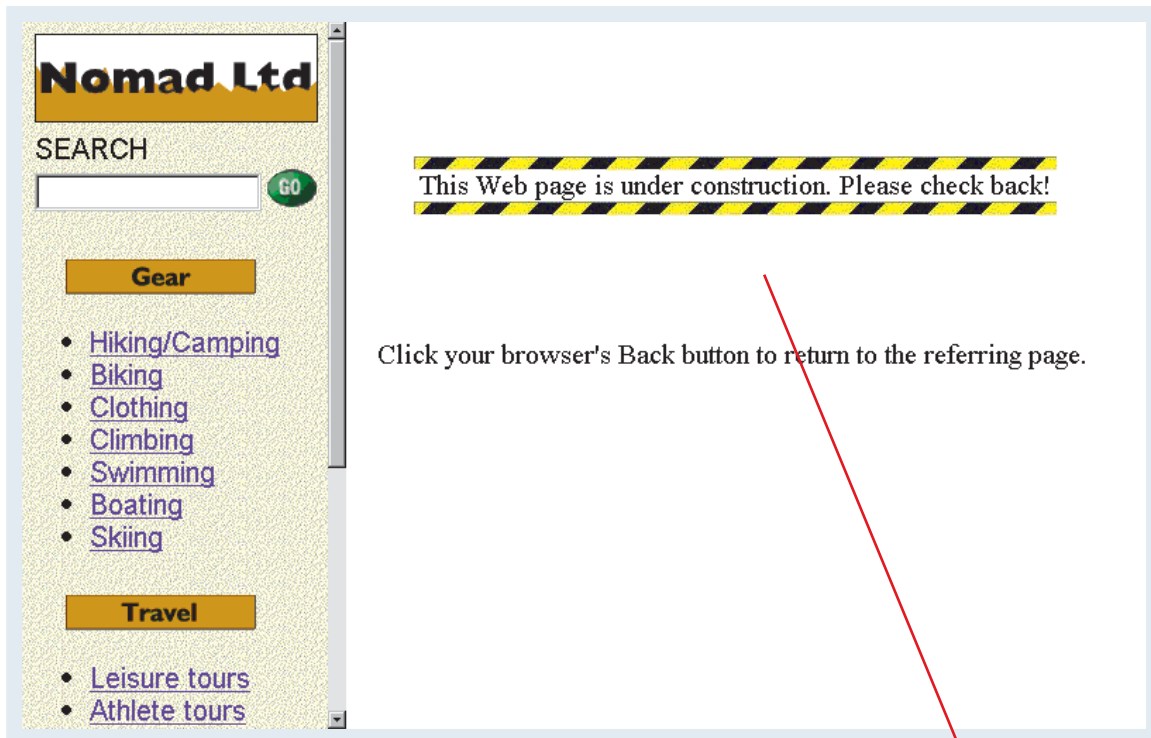 Nomad Ltd
SEARCH
GO
Gear
Hiking/Camping
Biking
Clothing
Climbing
Swimming
Boating
Skiing
Travel
Leisure tours
Athlete tours
This Web page is under construction. Please check back!
Click your browser's Back button to return to the referring page.